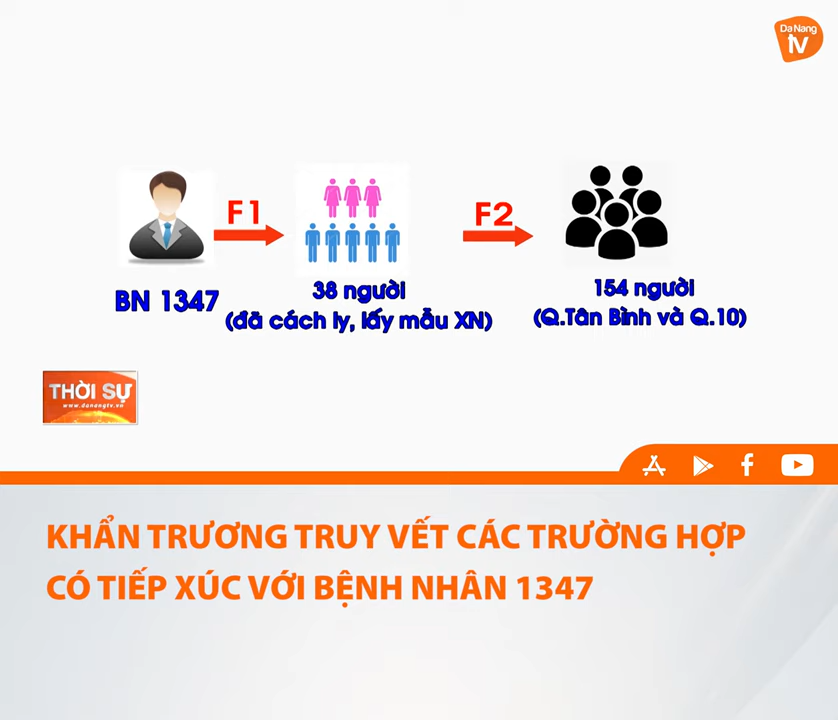 Da Nang
tv
F1
F2
BN 1347
38 người
(đã cách ly, lấy mẫu XN)
154 người
(Q.Tân Bình và Q.10)
THỜI SỰ
www.danangtv.vn
KHẨN TRƯƠNG TRUY VẾT CÁC TRƯỜNG HỢP
CÓ TIẾP XÚC VỚI BỆNH NHÂN 1347